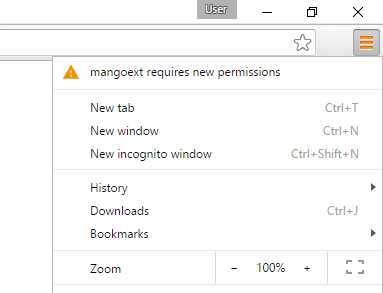 User
mangoext requires new permissions
New tab Ctrl+T
New window Ctrl+N
New incognito window Ctrl+Shift+N
History
Downloads Ctrl+J
Bookmarks
Zoom − 100% +